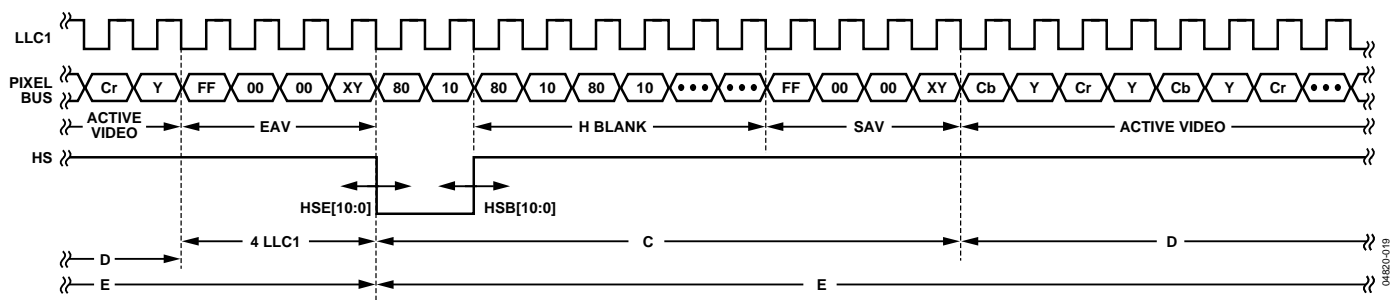 LLC1
PIXEL BUS Cr Y FF 00 00 XY 80 10 80 10 80 10 ••• ••• FF 00 00 XY Cb Y Cr Y Cb Y Cr •••
ACTIVE VIDEO EAV H BLANK SAV ACTIVE VIDEO
HS
HSE[10:0] HSB[10:0]
4 LLC1 C D
D
E E
04820-019